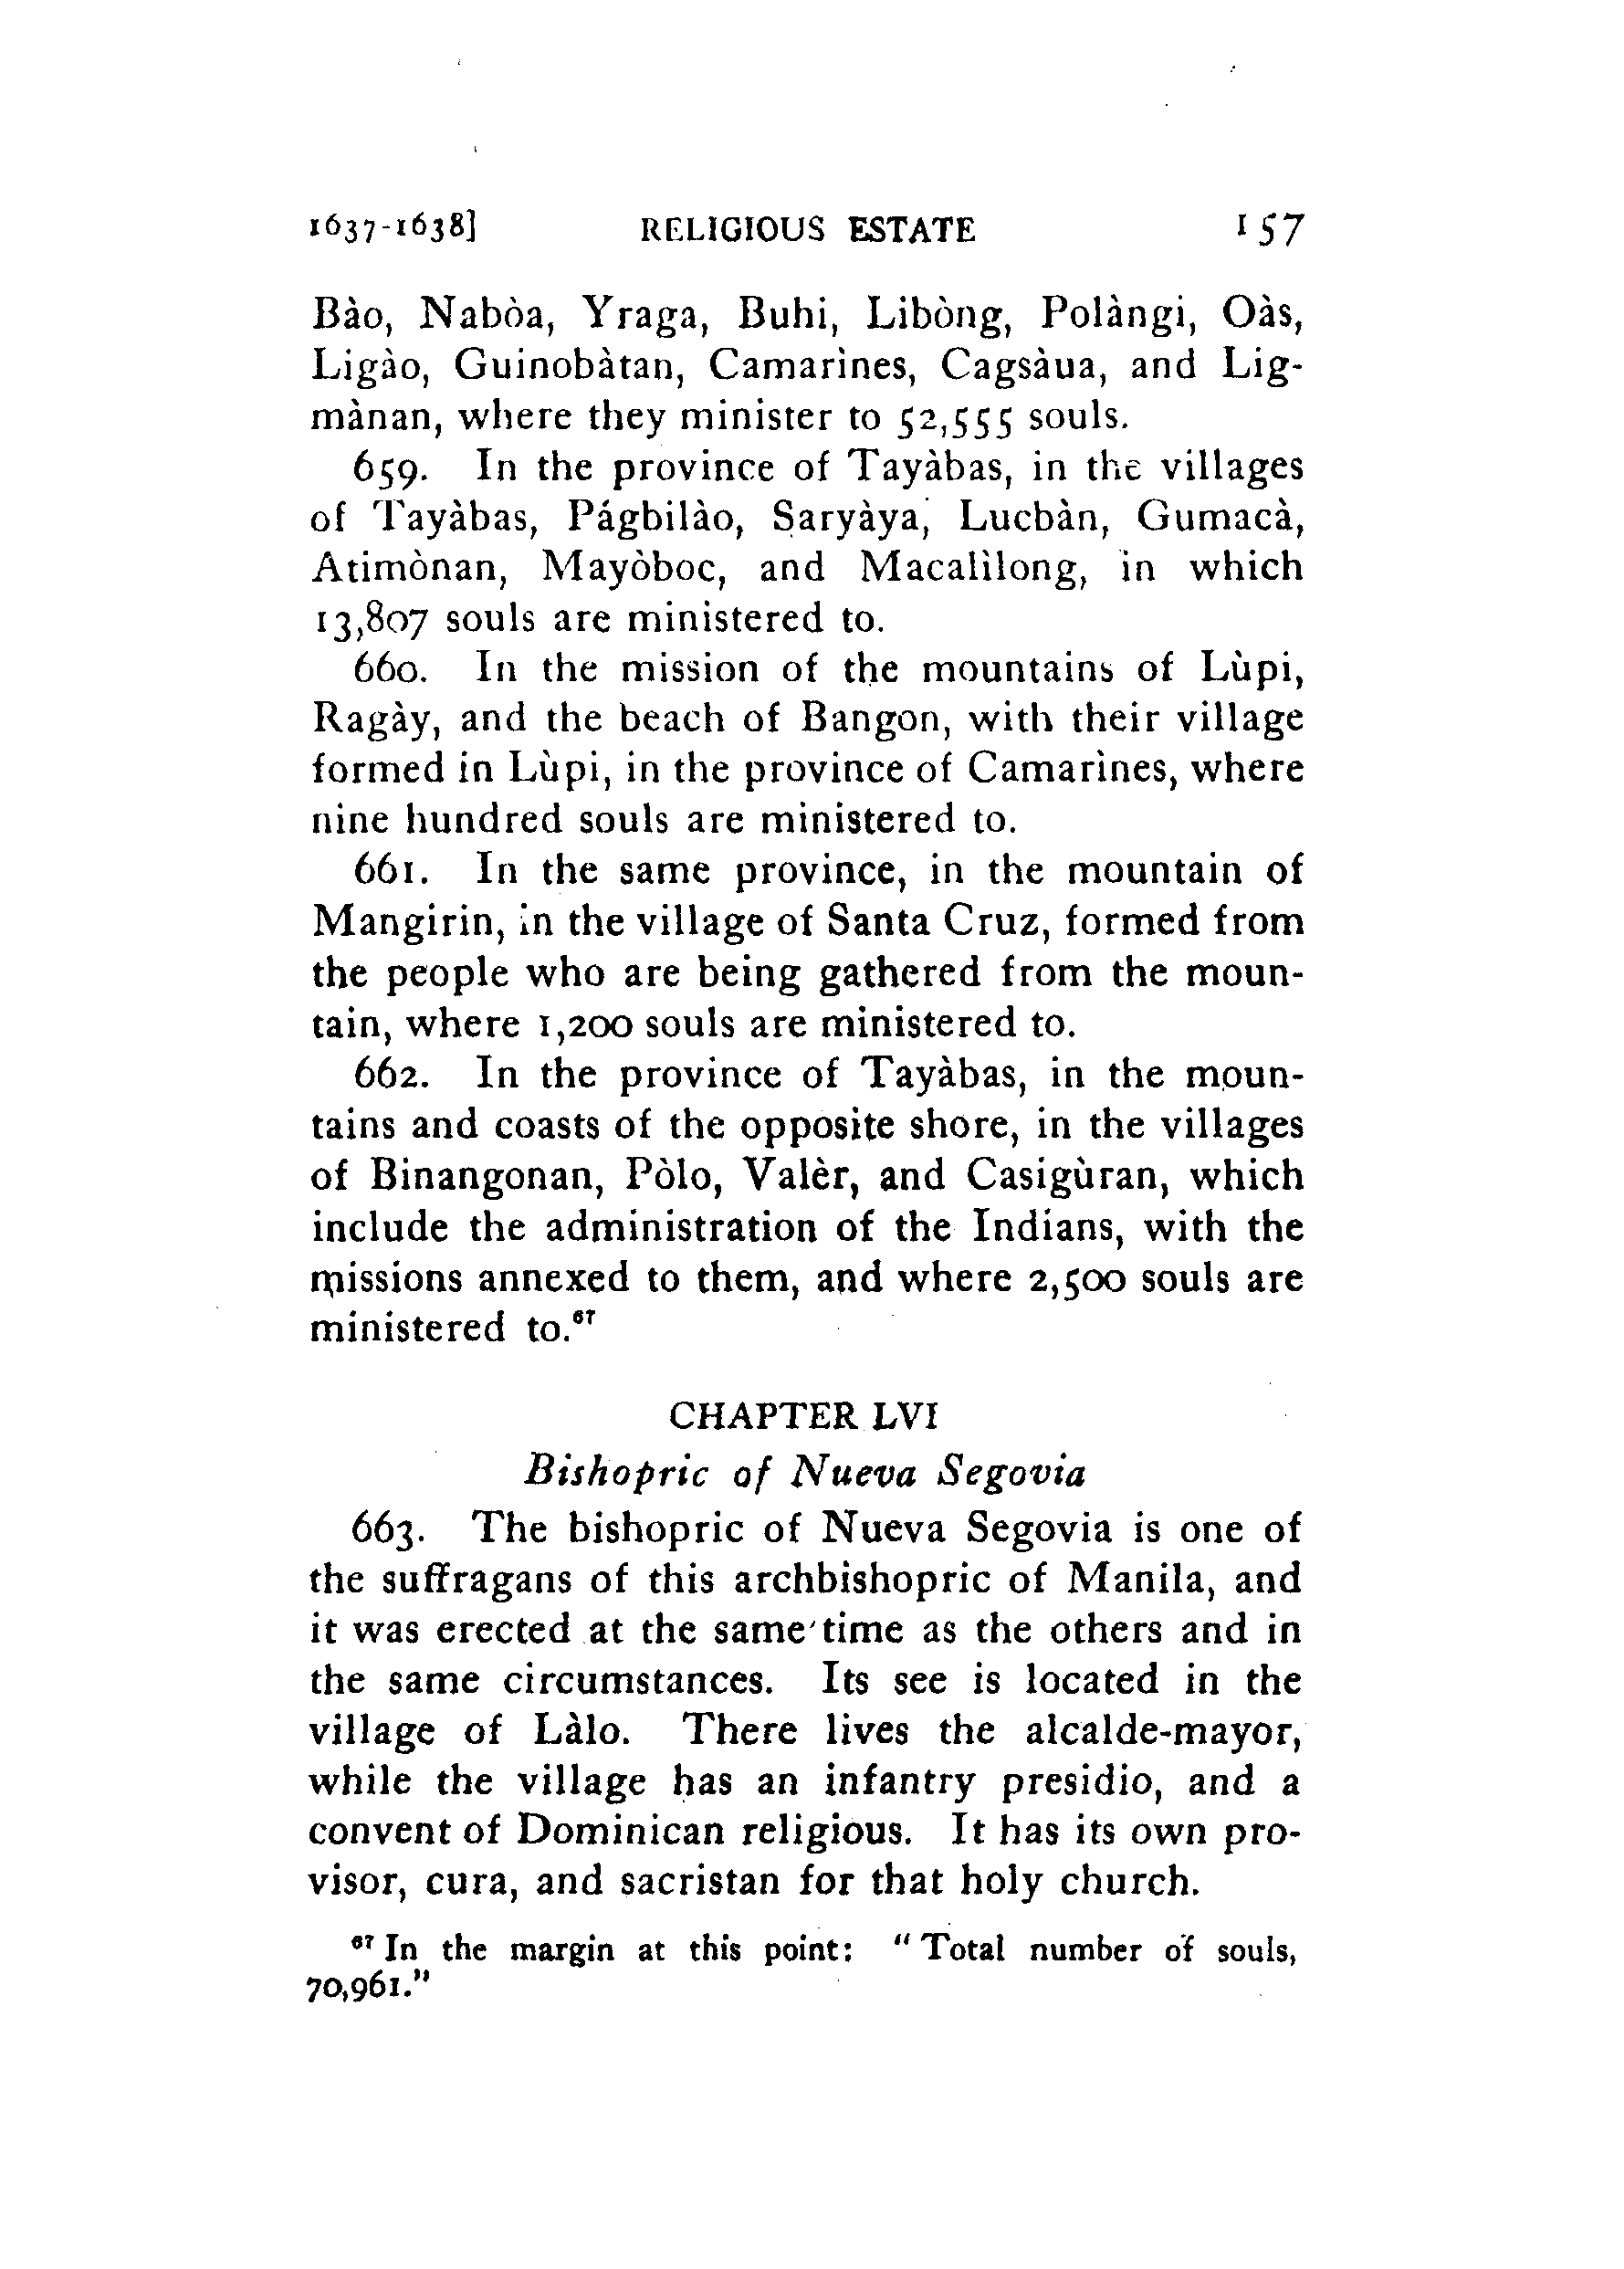 1637-1638] RELIGIOUS ESTATE 157
Bào, Nabòa, Yraga, Buhi, Libòng, Polàngi, Oàs,
Ligào, Guinobàtan, Camarìnes, Cagsàua, and Lig-
mànan, where they minister to 52,555 souls.
659. In the province of Tayàbas, in the villages
of Tayàbas, Págbilào, Saryàya, Lucbàn, Gumacà,
Atimònan, Mayòboc, and Macalìlong, in which
13,807 souls are ministered to.
660. In the mission of the mountains of Lùpi,
Ragày, and the beach of Bangon, with their village
formed in Lùpi, in the province of Camarìnes, where
nine hundred souls are ministered to.
661. In the same province, in the mountain of
Mangirin, in the village of Santa Cruz, formed from
the people who are being gathered from the moun-
tain, where 1,200 souls are ministered to.
662. In the province of Tayàbas, in the moun-
tains and coasts of the opposite shore, in the villages
of Binangonan, Pòlo, Valèr, and Casigùran, which
include the administration of the Indians, with the
missions annexed to them, and where 2,500 souls are
ministered to.⁶⁷
CHAPTER LVI
Bishopric of Nueva Segovia
663. The bishopric of Nueva Segovia is one of
the suffragans of this archbishopric of Manila, and
it was erected at the same time as the others and in
the same circumstances. Its see is located in the
village of Làlo. There lives the alcalde-mayor,
while the village has an infantry presidio, and a
convent of Dominican religious. It has its own pro-
visor, cura, and sacristan for that holy church.
⁶⁷ In the margin at this point: "Total number of souls,
70,961."